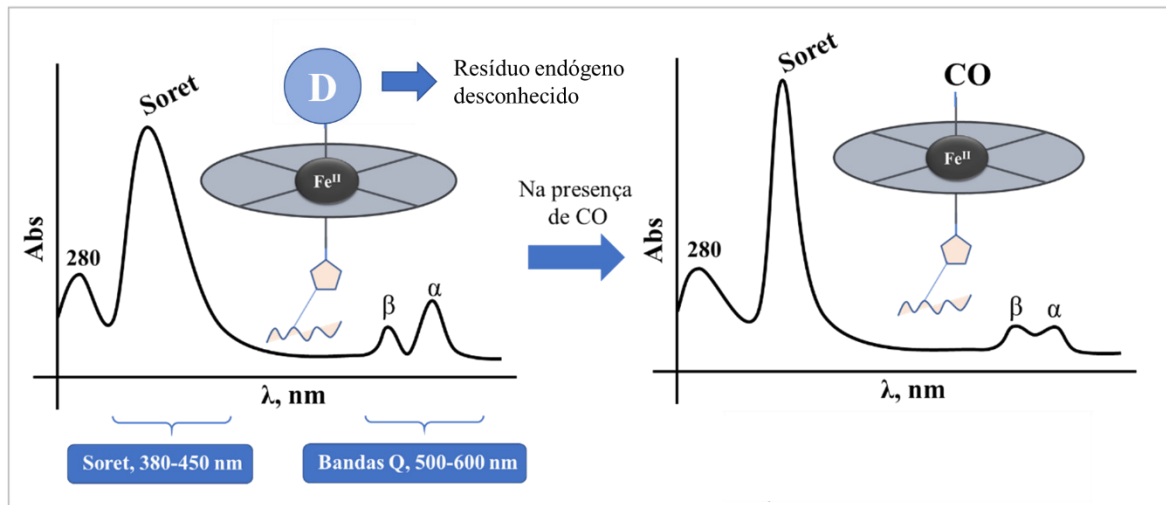 Soret
D
Resíduo endógeno
desconhecido
Fe^II
280
β
α
Abs
λ, nm
Soret, 380-450 nm
Bandas Q, 500-600 nm
Na presença
de CO
Soret
CO
Fe^II
280
β
α
Abs
λ, nm